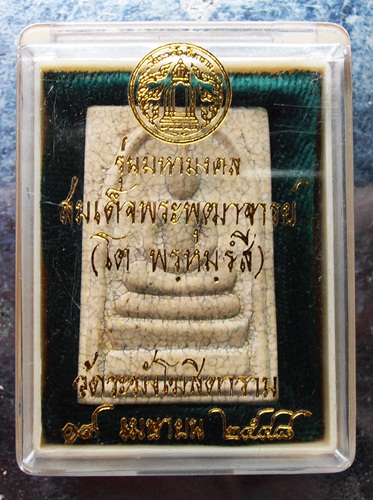 รุ่นมหามงคล
สมเด็จพระพุฒาจารย์
(โต พรฺหฺมรํสี)
วัดระฆังโฆสิตาราม
๑๙ เมษายน ๒๕๔๘